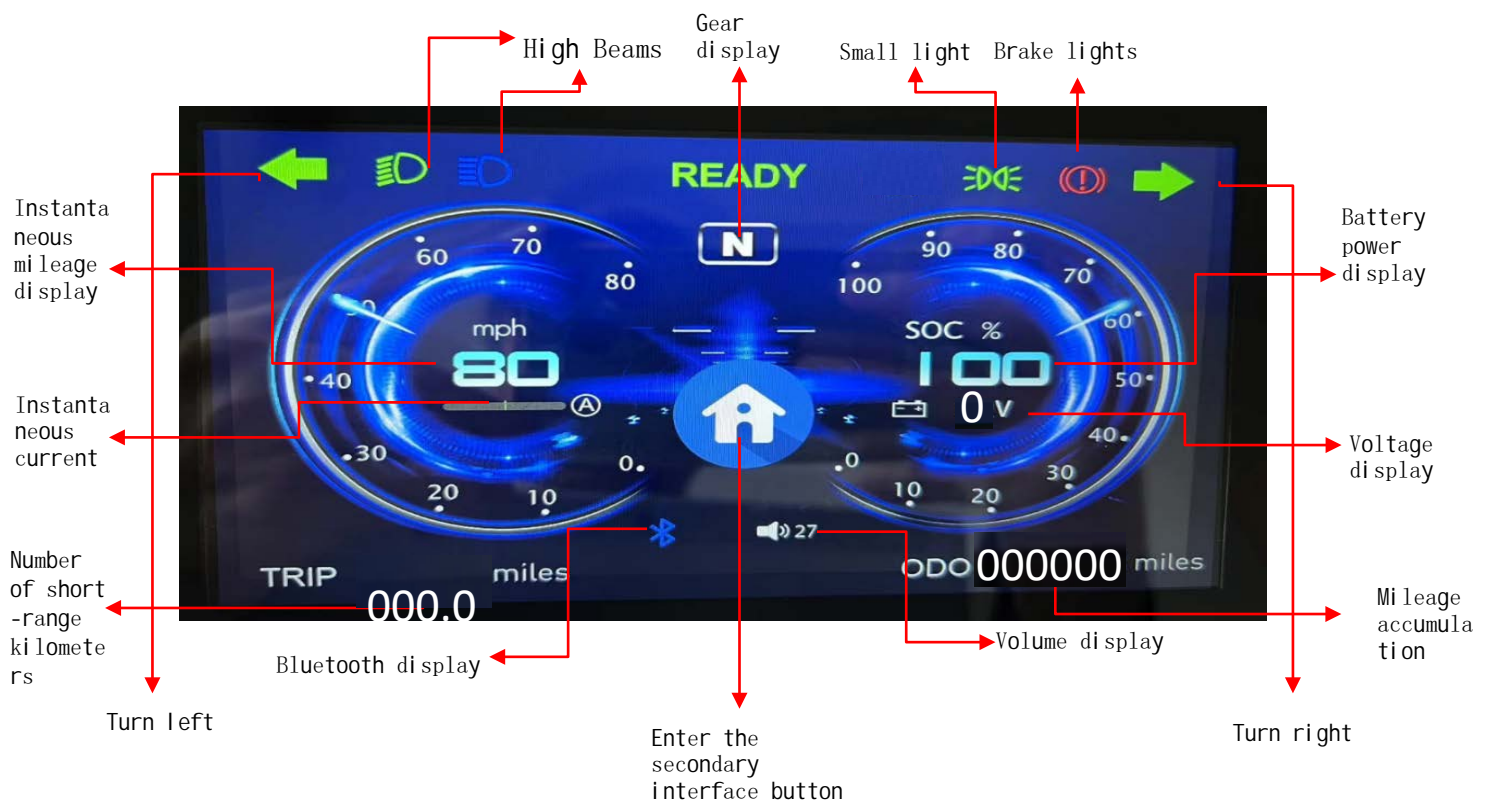 Gear
display
High Beams
Small light
Brake lights
READY
Instanta
neous
mileage
display
Battery
power
display
N
60
70
80
50
40
30
20
10
0
mph
80
A
100
90
80
70
60
50
40
30
20
10
0
SOC %
100
0 V
Instanta
neous
current
Voltage
display
27
Number
of short
-range
kilomete
rs
TRIP
miles
000.0
ODO 000000 miles
Mileage
accumula
tion
Bluetooth display
Volume display
Turn left
Turn right
Enter the
secondary
interface button